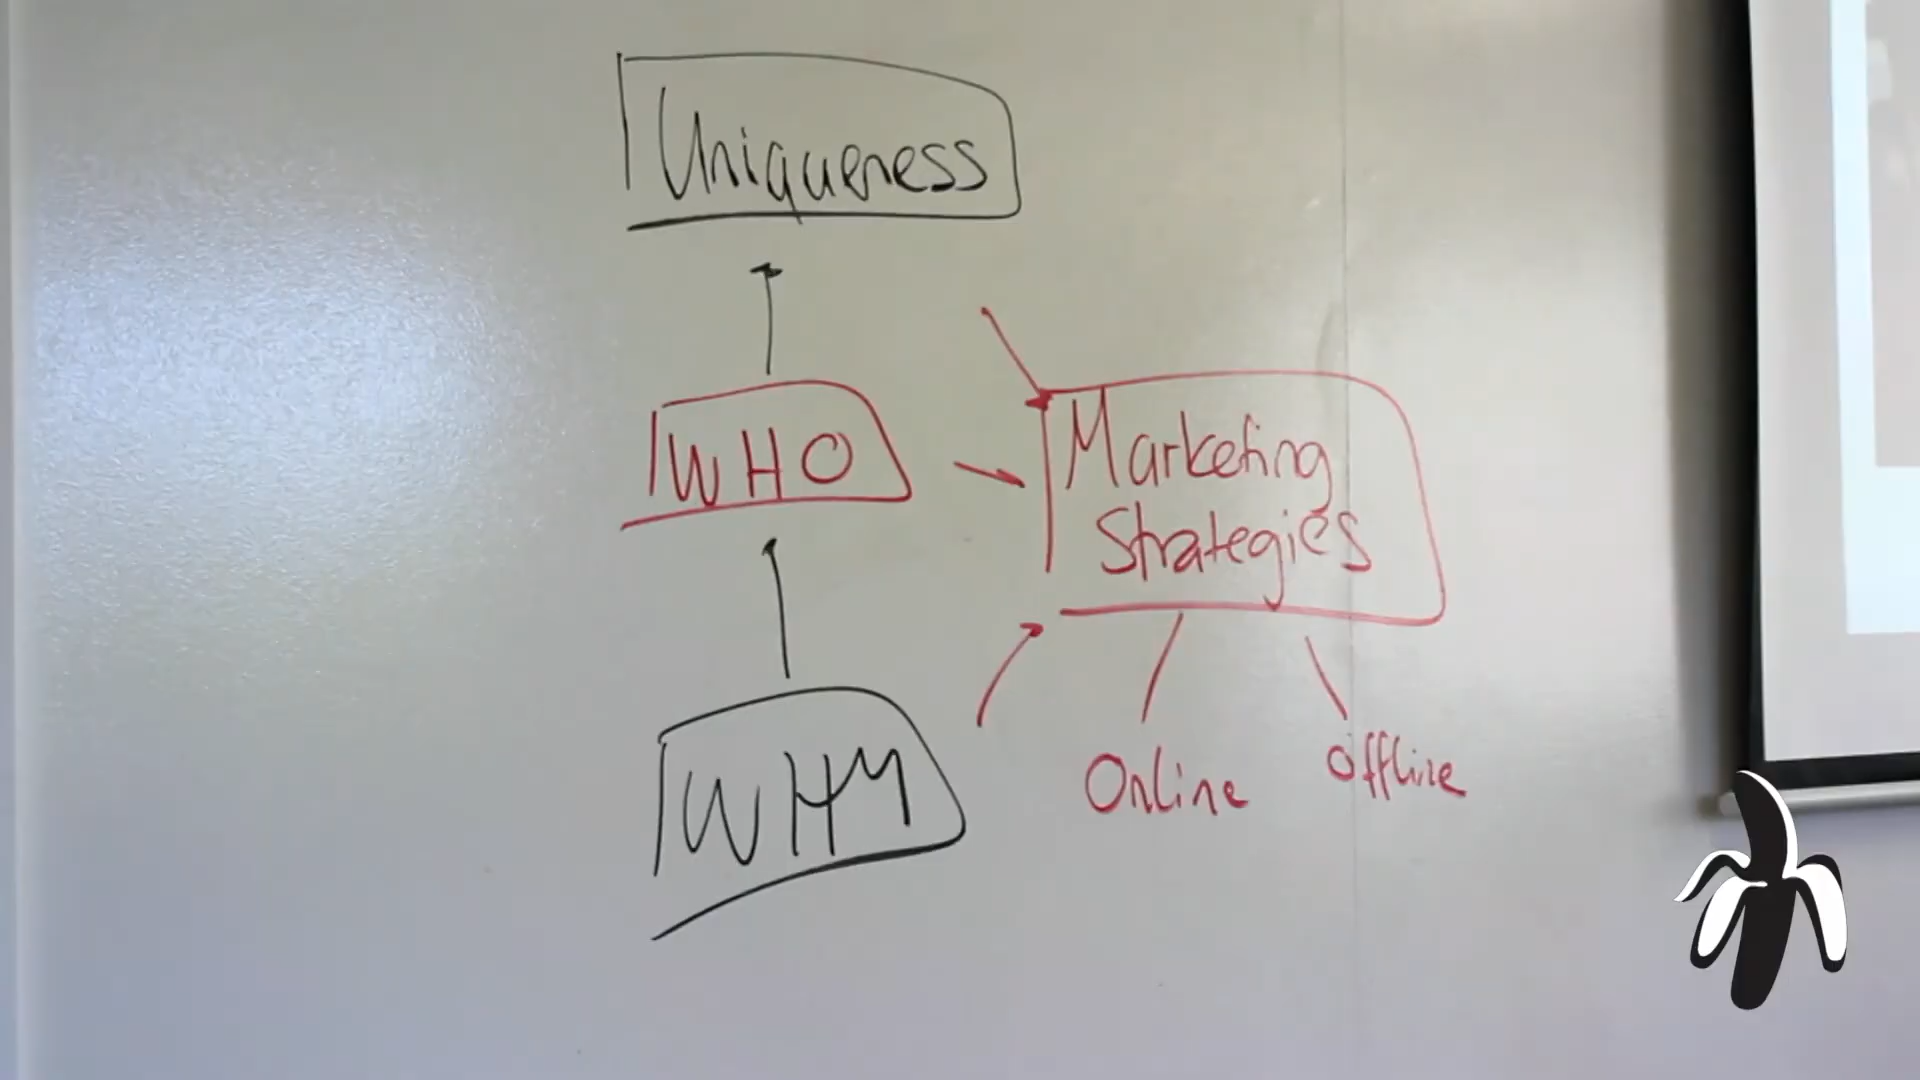 Uniqueness
WHO
Marketing
Strategies
WHY
Online
Offline